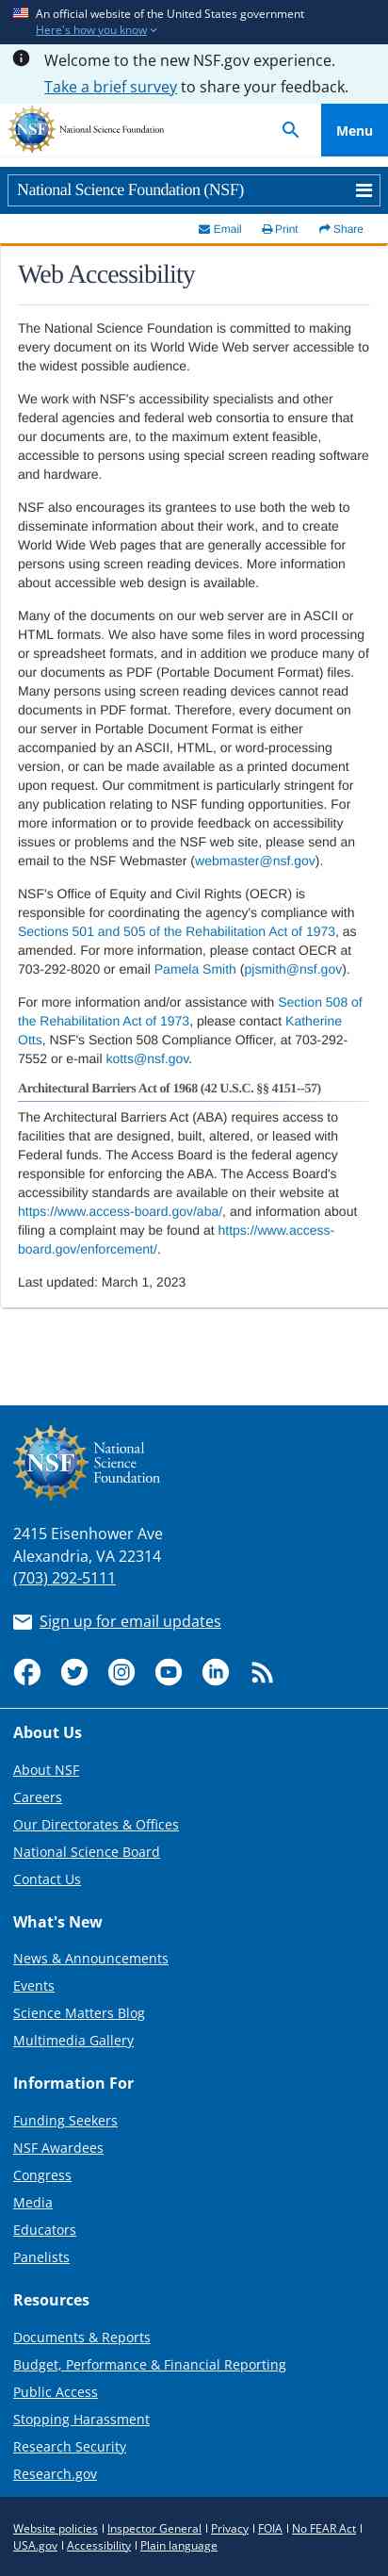 An official website of the United States government
Here's how you know
Welcome to the new NSF.gov experience.
Take a brief survey to share your feedback.
NSF
National Science Foundation
Menu
National Science Foundation (NSF)
Email Print Share
Web Accessibility
The National Science Foundation is committed to making
every document on its World Wide Web server accessible to
the widest possible audience.
We work with NSF's accessibility specialists and other
federal agencies and federal web consortia to ensure that
our documents are, to the maximum extent feasible,
accessible to persons using special screen reading software
and hardware.
NSF also encourages its grantees to use both the web to
disseminate information about their work, and to create
World Wide Web pages that are generally accessible for
persons using screen reading devices. More information
about accessible web design is available.
Many of the documents on our web server are in ASCII or
HTML formats. We also have some files in word processing
or spreadsheet formats, and in addition we produce many of
our documents as PDF (Portable Document Format) files.
Many persons using screen reading devices cannot read
documents in PDF format. Therefore, every document on
our server in Portable Document Format is either
accompanied by an ASCII, HTML, or word-processing
version, or can be made available as a printed document
upon request. Our commitment is particularly stringent for
any publication relating to NSF funding opportunities. For
more information or to provide feedback on accessibility
issues or problems and the NSF web site, please send an
email to the NSF Webmaster (webmaster@nsf.gov).
NSF's Office of Equity and Civil Rights (OECR) is
responsible for coordinating the agency's compliance with
Sections 501 and 505 of the Rehabilitation Act of 1973, as
amended. For more information, please contact OECR at
703-292-8020 or email Pamela Smith (pjsmith@nsf.gov).
For more information and/or assistance with Section 508 of
the Rehabilitation Act of 1973, please contact Katherine
Otts, NSF's Section 508 Compliance Officer, at 703-292-
7552 or e-mail kotts@nsf.gov.
Architectural Barriers Act of 1968 (42 U.S.C. §§ 4151--57)
The Architectural Barriers Act (ABA) requires access to
facilities that are designed, built, altered, or leased with
Federal funds. The Access Board is the federal agency
responsible for enforcing the ABA. The Access Board's
accessibility standards are available on their website at
https://www.access-board.gov/aba/, and information about
filing a complaint may be found at https://www.access-
board.gov/enforcement/.
Last updated: March 1, 2023
NSF
National
Science
Foundation
2415 Eisenhower Ave
Alexandria, VA 22314
(703) 292-5111
Sign up for email updates
About Us
About NSF
Careers
Our Directorates & Offices
National Science Board
Contact Us
What's New
News & Announcements
Events
Science Matters Blog
Multimedia Gallery
Information For
Funding Seekers
NSF Awardees
Congress
Media
Educators
Panelists
Resources
Documents & Reports
Budget, Performance & Financial Reporting
Public Access
Stopping Harassment
Research Security
Research.gov
Website policies | Inspector General | Privacy | FOIA | No FEAR Act |
USA.gov | Accessibility | Plain language